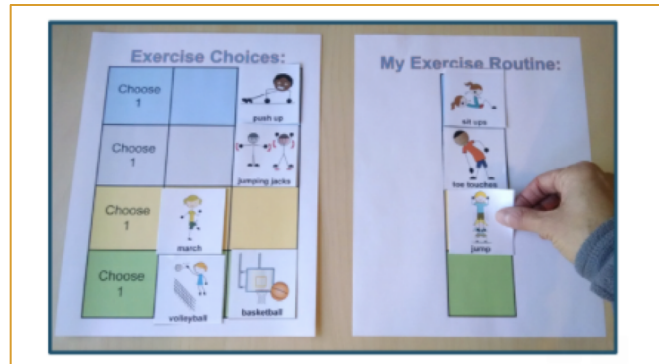 Exercise Choices:
Choose
1
push up
Choose
1
jumping jacks
Choose
1
march
Choose
1
volleyball
basketball
My Exercise Routine:
sit ups
toe touches
jump